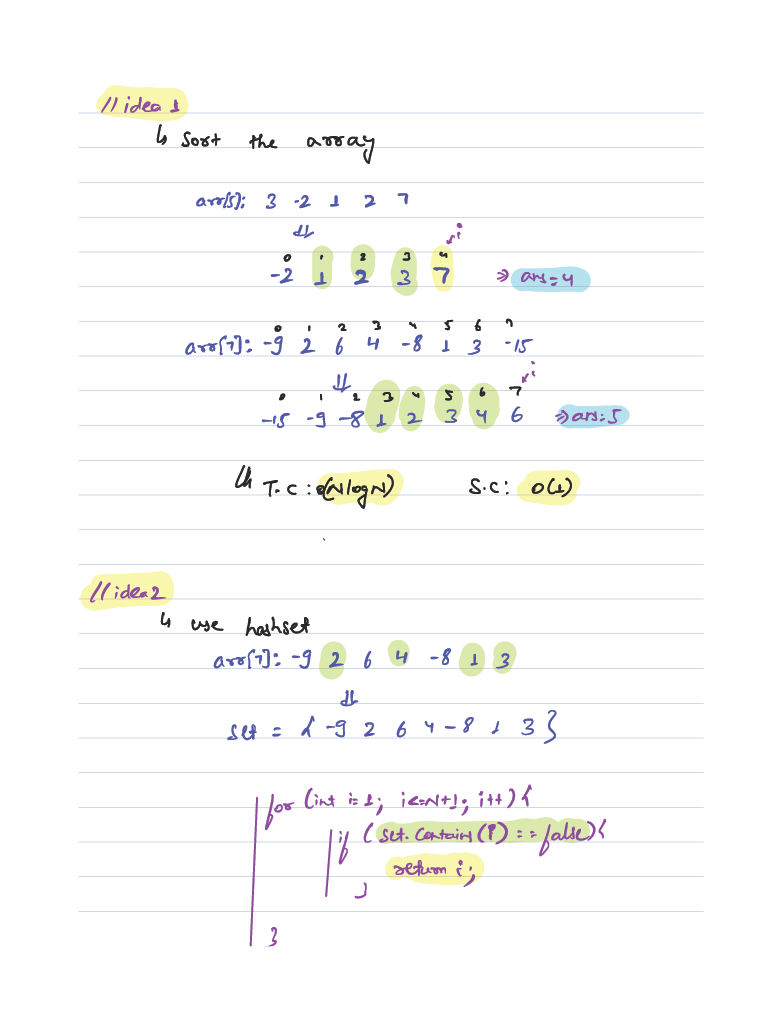 // idea 1
↳ Sort the array
arr[5]: 3 -2 1 2 7
⇓ i
0 1 2 3 4
-2 1 2 3 7 ⇒ ans = 4
0 1 2 3 4 5 6 7
arr[7]: -9 2 6 4 -8 1 3 -15
⇓ i
0 1 2 3 4 5 6 7
-15 -9 -8 1 2 3 4 6 ⇒ ans: 5
↳ T.C : O(N log N) S.C: O(1)
// idea 2
↳ use hashset
arr[7]: -9 2 6 4 -8 1 3
⇓
set = { -9 2 6 4 -8 1 3 }
for (int i=1; i<=N+1; i++) {
if ( set.contains(i) == false) {
return i;
}
}